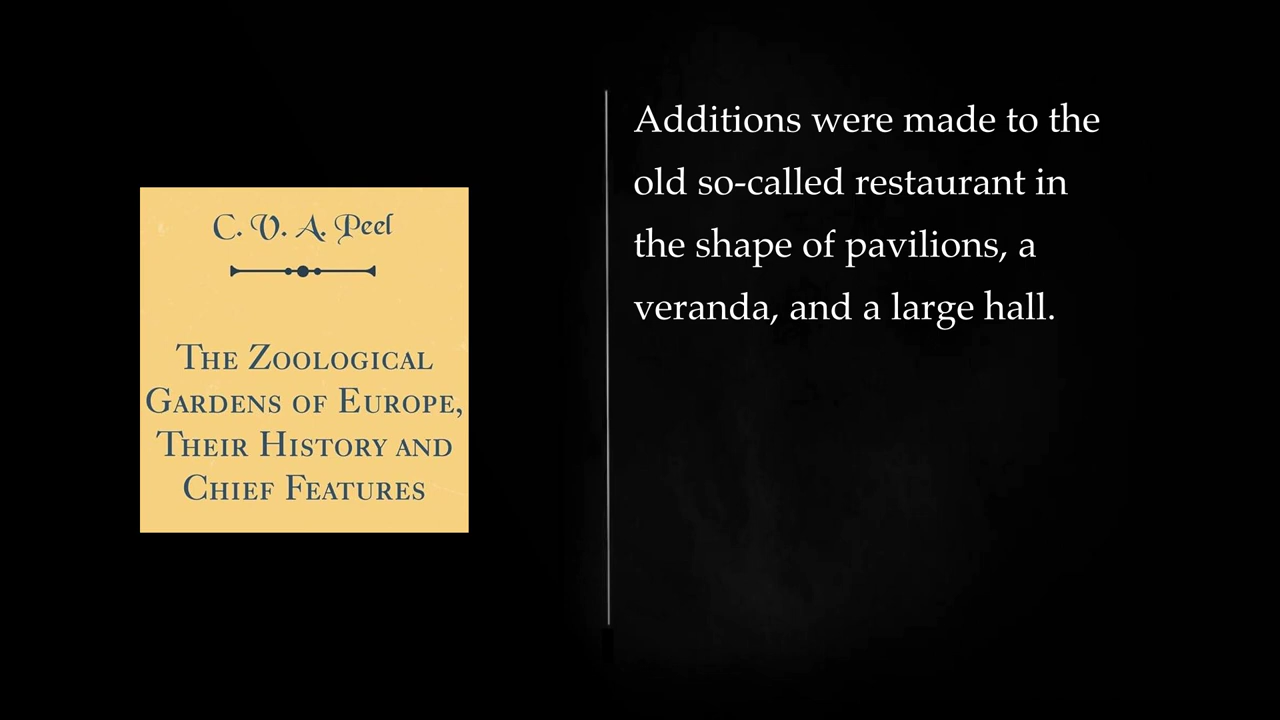 C. V. A. Peel
The Zoological
Gardens of Europe,
Their History and
Chief Features
Additions were made to the
old so-called restaurant in
the shape of pavilions, a
veranda, and a large hall.